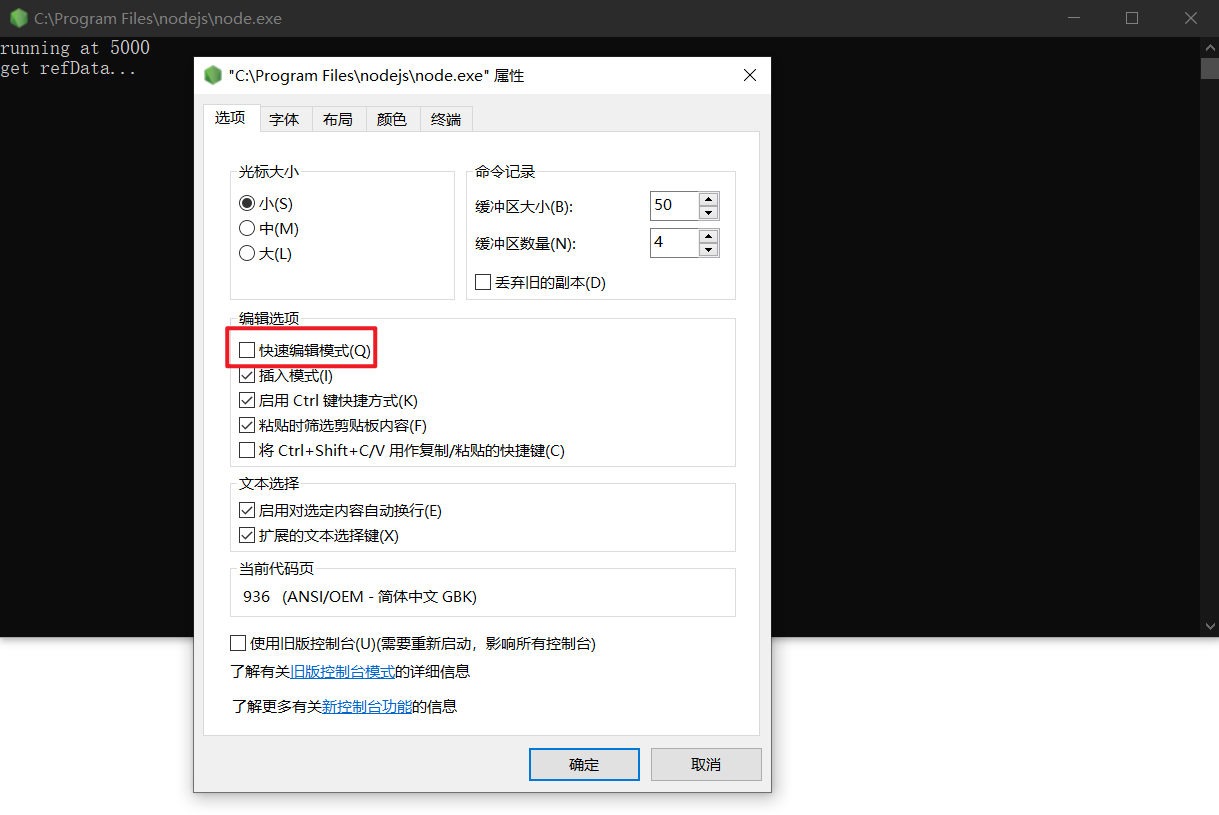 C:\Program Files\nodejs\node.exe
running at 5000
get refData...
"C:\Program Files\nodejs\node.exe" 属性
选项 字体 布局 颜色 终端
光标大小
小(S)
中(M)
大(L)
命令记录
缓冲区大小(B): 50
缓冲区数量(N): 4
丢弃旧的副本(D)
编辑选项
快速编辑模式(Q)
插入模式(I)
启用 Ctrl 键快捷方式(K)
粘贴时筛选剪贴板内容(F)
将 Ctrl+Shift+C/V 用作复制/粘贴的快捷键(C)
文本选择
启用对选定内容自动换行(E)
扩展的文本选择键(X)
当前代码页
936 (ANSI/OEM - 简体中文 GBK)
使用旧版控制台(U)(需要重新启动，影响所有控制台)
了解有关旧版控制台模式的详细信息
了解更多有关新控制台功能的信息
确定 取消